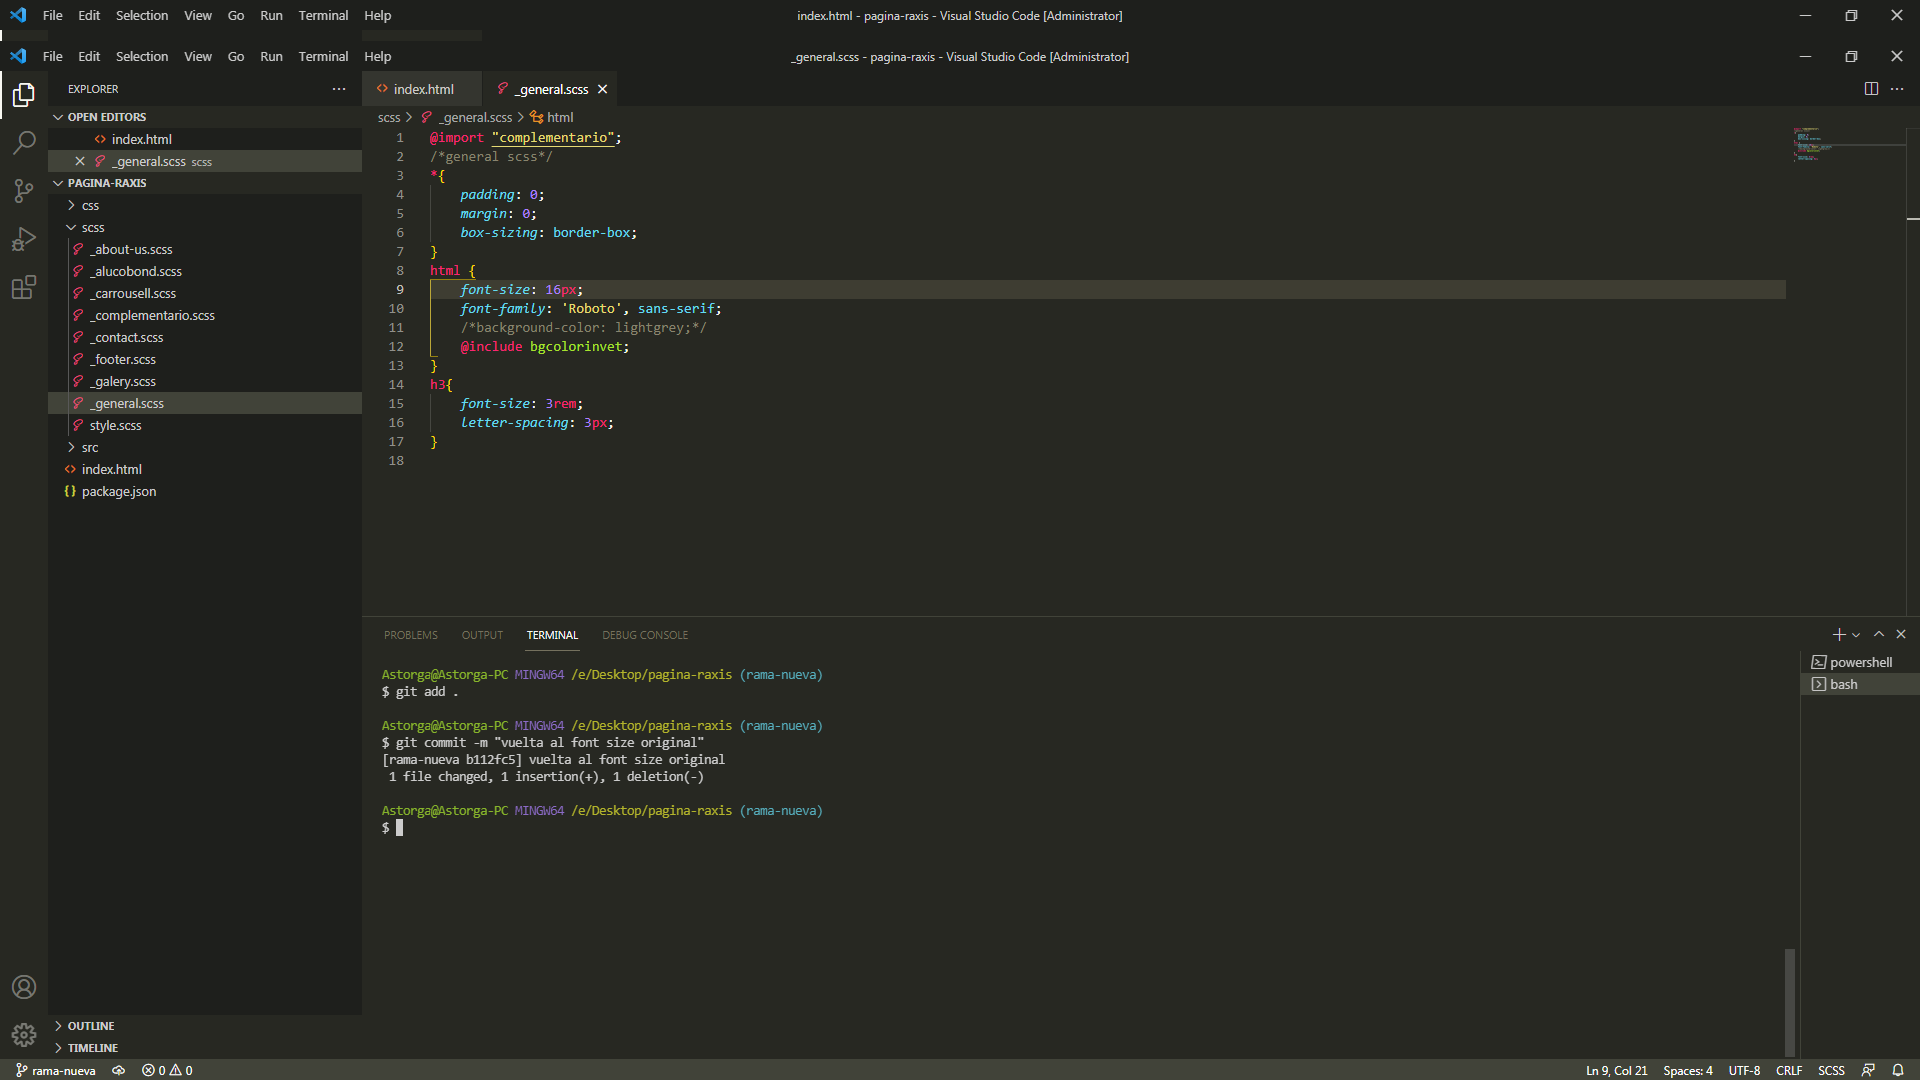 File Edit Selection View Go Run Terminal Help index.html - pagina-raxis - Visual Studio Code [Administrator]
File Edit Selection View Go Run Terminal Help _general.scss - pagina-raxis - Visual Studio Code [Administrator]
EXPLORER
OPEN EDITORS
index.html
_general.scss scss
PAGINA-RAXIS
css
scss
_about-us.scss
_alucobond.scss
_carrousell.scss
_complementario.scss
_contact.scss
_footer.scss
_galery.scss
_general.scss
style.scss
src
index.html
package.json
OUTLINE
TIMELINE
index.html _general.scss
scss > _general.scss > html
1 @import "complementario";
2 /*general scss*/
3 *{
4 padding: 0;
5 margin: 0;
6 box-sizing: border-box;
7 }
8 html {
9 font-size: 16px;
10 font-family: 'Roboto', sans-serif;
11 /*background-color: lightgrey;*/
12 @include bgcolorinvet;
13 }
14 h3{
15 font-size: 3rem;
16 letter-spacing: 3px;
17 }
18
PROBLEMS OUTPUT TERMINAL DEBUG CONSOLE
Astorga@Astorga-PC MINGW64 /e/Desktop/pagina-raxis (rama-nueva)
$ git add .
Astorga@Astorga-PC MINGW64 /e/Desktop/pagina-raxis (rama-nueva)
$ git commit -m "vuelta al font size original"
[rama-nueva b112fc5] vuelta al font size original
1 file changed, 1 insertion(+), 1 deletion(-)
Astorga@Astorga-PC MINGW64 /e/Desktop/pagina-raxis (rama-nueva)
$
powershell
bash
rama-nueva 0 0 Ln 9, Col 21 Spaces: 4 UTF-8 CRLF SCSS